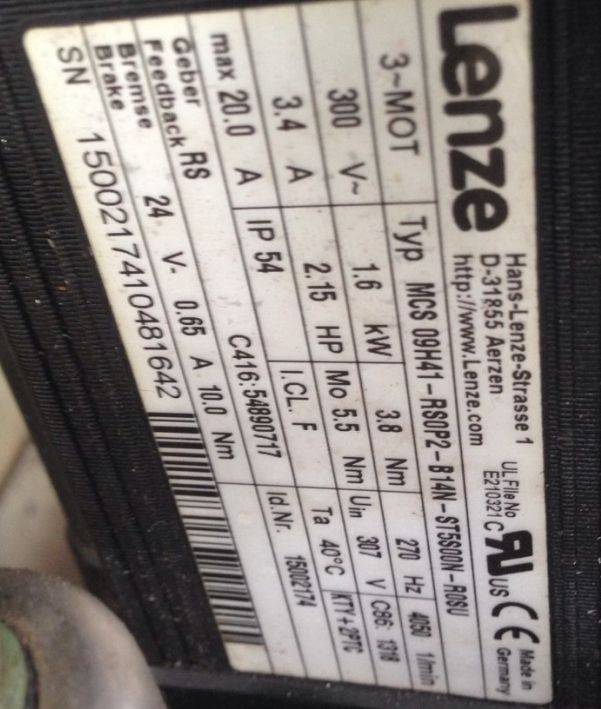 Lenze
Hans-Lenze-Strasse 1
D-31855 Aerzen
http://www.Lenze.com
UL File No
E210321
C UR US CE Made in
Germany
3~MOT Typ MCS 09H41-RS0P2-B14N-ST5S00N-R0SU
300 V~ 1.6 kW 3.8 Nm 270 Hz 4050 1/min
3.4 A 2.15 HP Mo 5.5 Nm Uin 307 V C86: 1318
max 20.0 A IP 54 I.CL. F Ta 40°C KTY+2PTC
Geber
Feedback RS C416:54890717 Id.Nr. 15002174
Bremse
Brake 24 V- 0.65 A 10.0 Nm
SN 1500217410481642